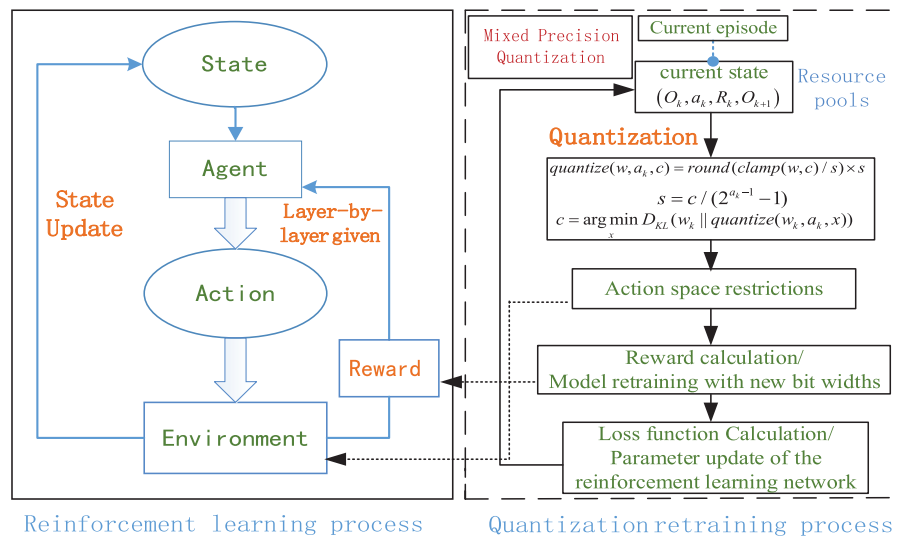 State
Agent
State
Update
Layer-by-
layer given
Action
Reward
Environment
Reinforcement learning process
Mixed Precision
Quantization
Current episode
current state
(O_k, a_k, R_k, O_{k+1})
Resource
pools
Quantization
quantize(w, a_k, c) = round(clamp(w, c) / s) × s
s = c / (2^{a_k−1} −1)
c = arg min_x D_{KL}(w_k || quantize(w_k, a_k, x))
Action space restrictions
Reward calculation/
Model retraining with new bit widths
Loss function Calculation/
Parameter update of the
reinforcement learning network
Quantization retraining process